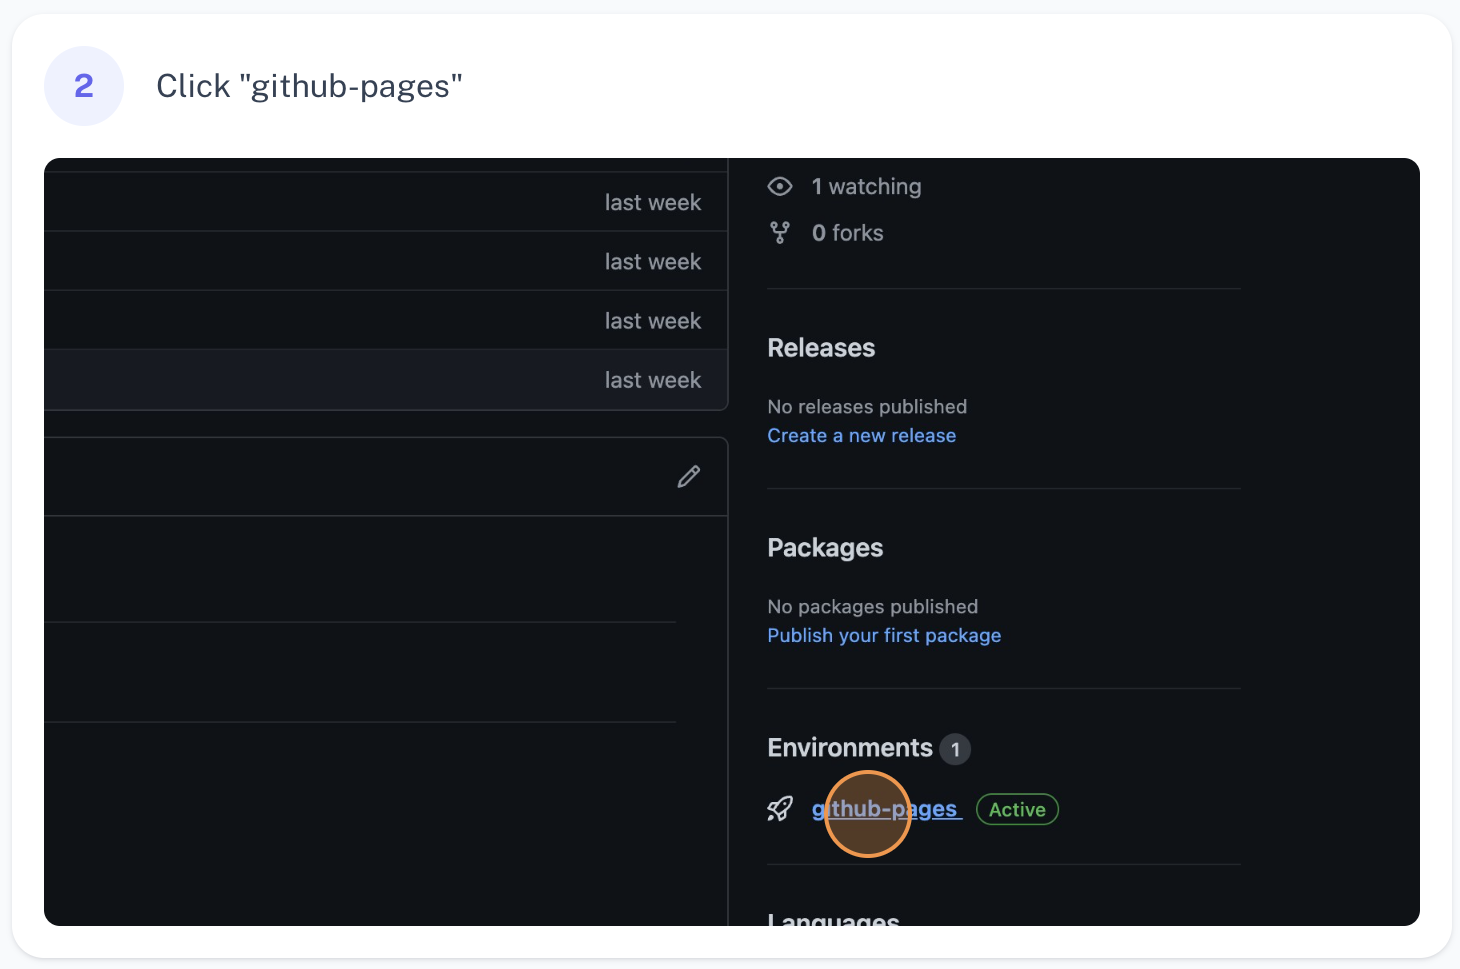 2 Click "github-pages"
last week
last week
last week
last week
1 watching
0 forks
Releases
No releases published
Create a new release
Packages
No packages published
Publish your first package
Environments 1
github-pages Active
Languages